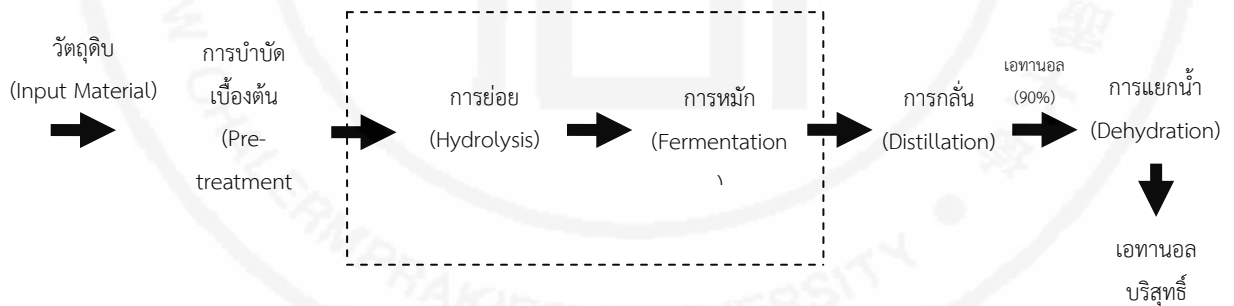 วัตถุดิบ
(Input Material)
การบำบัด
เบื้องต้น
(Pre-
treatment
การย่อย
(Hydrolysis)
การหมัก
(Fermentation
การกลั่น
(Distillation)
เอทานอล
(90%)
การแยกน้ำ
(Dehydration)
เอทานอล
บริสุทธิ์